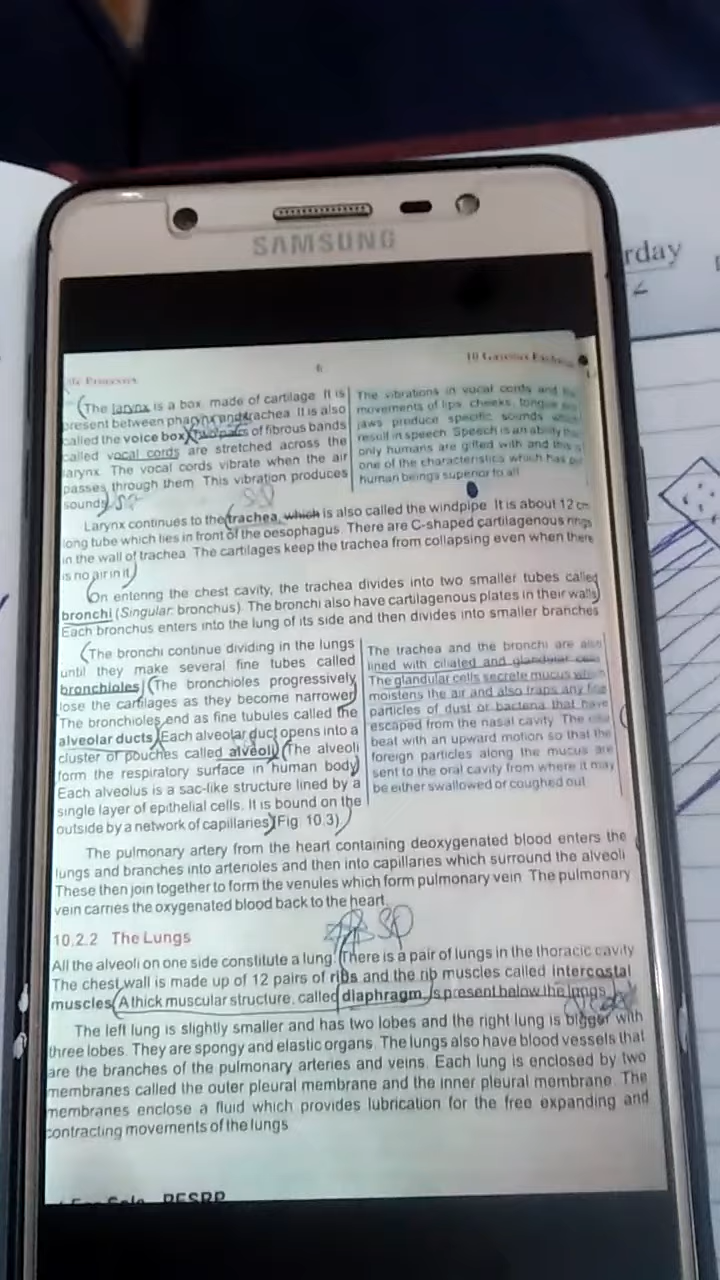 rday
SAMSUNG
Life Processes
6
10 Gaseous Exchange
(The larynx is a box made of cartilage. It is
present between pharynx and trachea. It is also
called the voice box. Two pairs of fibrous bands
called vocal cords are stretched across the
larynx. The vocal cords vibrate when the air
passes through them. This vibration produces
sounds.)
The vibrations in vocal cords and the
movements of lips, cheeks, tongue and
jaws produce specific sounds which
result in speech. Speech is an ability that
only humans are gifted with and this is
one of the characteristics which has put
human beings superior to all.
Larynx continues to the (trachea, which is also called the windpipe. It is about 12 cm
long tube which lies in front of the oesophagus. There are C-shaped cartilagenous rings
in the wall of trachea. The cartilages keep the trachea from collapsing even when there
is no air in it.)
(On entering the chest cavity, the trachea divides into two smaller tubes called
bronchi (Singular: bronchus). The bronchi also have cartilagenous plates in their walls.
Each bronchus enters into the lung of its side and then divides into smaller branches
(The bronchi continue dividing in the lungs
until they make several fine tubes called
bronchioles.(The bronchioles progressively
lose the cartilages as they become narrower.
The bronchioles end as fine tubules called the
alveolar ducts. Each alveolar duct opens into a
cluster of pouches called alveoli. (The alveoli
form the respiratory surface in human body.
Each alveolus is a sac-like structure lined by a
single layer of epithelial cells. It is bound on the
outside by a network of capillaries (Fig. 10.3)
The trachea and the bronchi are also
lined with ciliated and glandular cells.
The glandular cells secrete mucus which
moistens the air and also traps any fine
particles of dust or bacteria that have
escaped from the nasal cavity. The cilia
beat with an upward motion so that the
foreign particles along the mucus are
sent to the oral cavity from where it may
be either swallowed or coughed out.
The pulmonary artery from the heart containing deoxygenated blood enters the
lungs and branches into arterioles and then into capillaries which surround the alveoli
These then join together to form the venules which form pulmonary vein. The pulmonary
vein carries the oxygenated blood back to the heart.
10.2.2 The Lungs
All the alveoli on one side constitute a lung. (There is a pair of lungs in the thoracic cavity
The chest wall is made up of 12 pairs of ribs and the rib muscles called intercostal
muscles.(A thick muscular structure, called diaphragm, is present below the lungs.
The left lung is slightly smaller and has two lobes and the right lung is bigger with
three lobes. They are spongy and elastic organs. The lungs also have blood vessels that
are the branches of the pulmonary arteries and veins. Each lung is enclosed by two
membranes called the outer pleural membrane and the inner pleural membrane. The
membranes enclose a fluid which provides lubrication for the free expanding and
contracting movements of the lungs